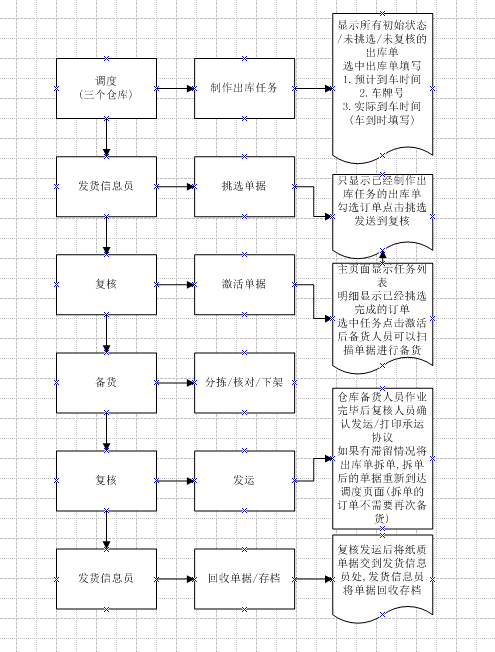 调度
(三个仓库)
制作出库任务
显示所有初始状态
/未挑选/未复核的
出库单
选中出库单填写
1.预计到车时间
2.车牌号
3.实际到车时间
(车到时填写)
发货信息员
挑选单据
只显示已经制作出
库任务的出库单
勾选订单点击挑选
发送到复核
复核
激活单据
主页面显示任务列
表
明细显示已经挑选
完成的订单
选中任务点击激活
后备货人员可以扫
描单据进行备货
备货
分拣/核对/下架
仓库备货人员作业
完毕后复核人员确
认发运/打印承运
协议
如果有滞留情况将
出库单拆单,拆单
后的单据重新到达
调度页面(拆单的
订单不需要再次备
货)
复核
发运
发货信息员
回收单据/存档
复核发运后将纸质
单据交到发货信息
员处,发货信息员
将单据回收存档